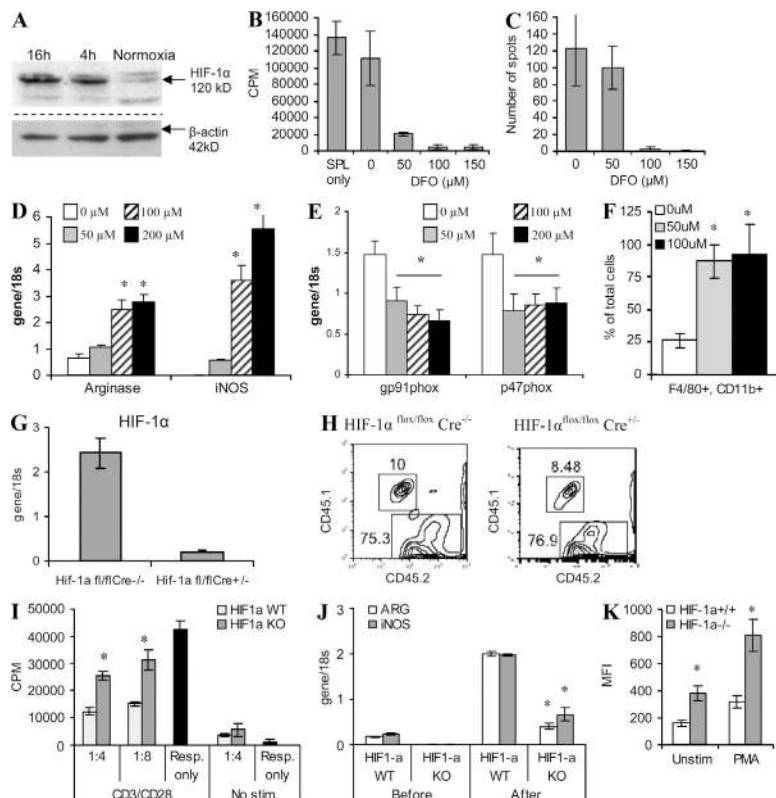 A
16h 4h Normoxia
HIF-1α
120 kD
β-actin
42kD
B
CPM
160000
140000
120000
100000
80000
60000
40000
20000
0
SPL only 0 50 100 150
DFO (µM)
C
Number of spots
160
140
120
100
80
60
40
20
0
0 50 100 150
DFO (µM)
D
0 µM 100 µM
50 µM 200 µM
gene/18s
6
5
4
3
2
1
0
* * * *
Arginase iNOS
E
0 µM 100 µM
50 µM 200 µM
gene/18s
2
1.5
1
0.5
0
* *
p47phox
gp91phox
F
0uM
50uM
100uM
% of total cells
125
100
75
50
25
0
* *
F4/80+, CD11b+
G
HIF-1α
gene/18s
3
2
1
0
Hif-1a fl/flCre-/- Hif-1a fl/flCre+/-
H
HIF-1α flox/flox Cre-/- HIF-1α flox/flox Cre+/-
CD45.1
10
75.3
CD45.2
CD45.1
8.48
76.9
CD45.2
I
HIF1a WT
HIF1a KO
CPM
50000
40000
30000
20000
10000
0
* *
1:4 1:8 Resp. only 1:4 Resp. only
CD3/CD28 No stim.
J
ARG
iNOS
gene/18s
3
2
1
0
* *
HIF1-a WT HIF1-a KO HIF1-a WT HIF1-a KO
Before After
K
HIF-1a+/+
HIF-1a-/-
MFI
1000
800
600
400
200
0
* *
Unstim PMA